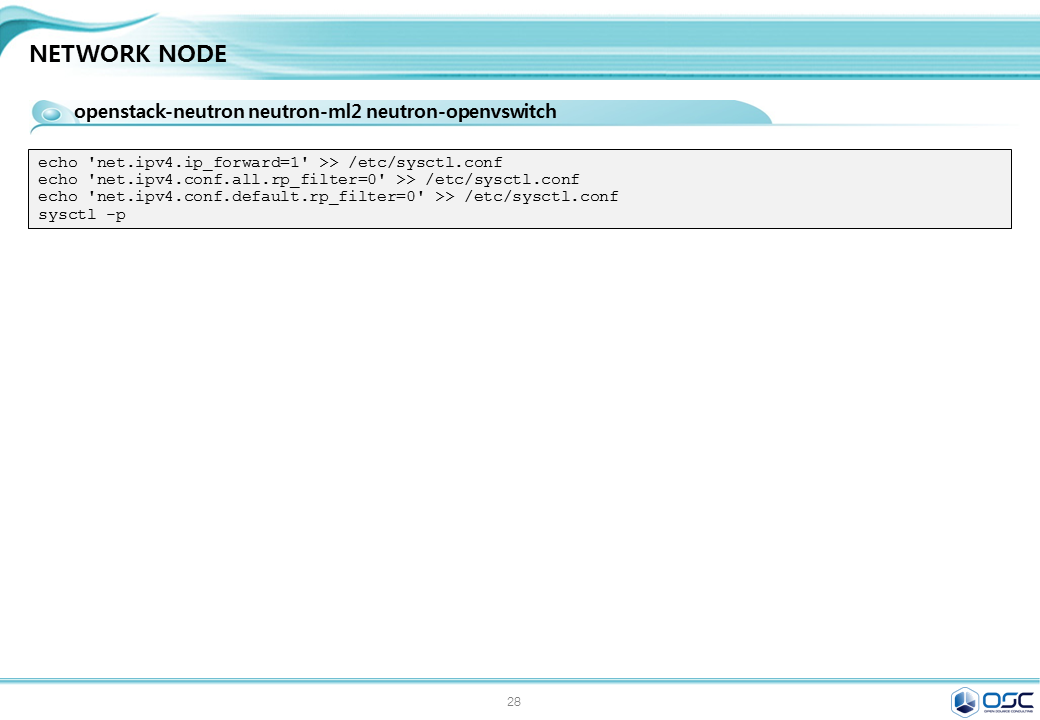 NETWORK NODE
openstack-neutron neutron-ml2 neutron-openvswitch
echo 'net.ipv4.ip_forward=1' >> /etc/sysctl.conf
echo 'net.ipv4.conf.all.rp_filter=0' >> /etc/sysctl.conf
echo 'net.ipv4.conf.default.rp_filter=0' >> /etc/sysctl.conf
sysctl –p
28
OSC
OPEN SOURCE CONSULTING